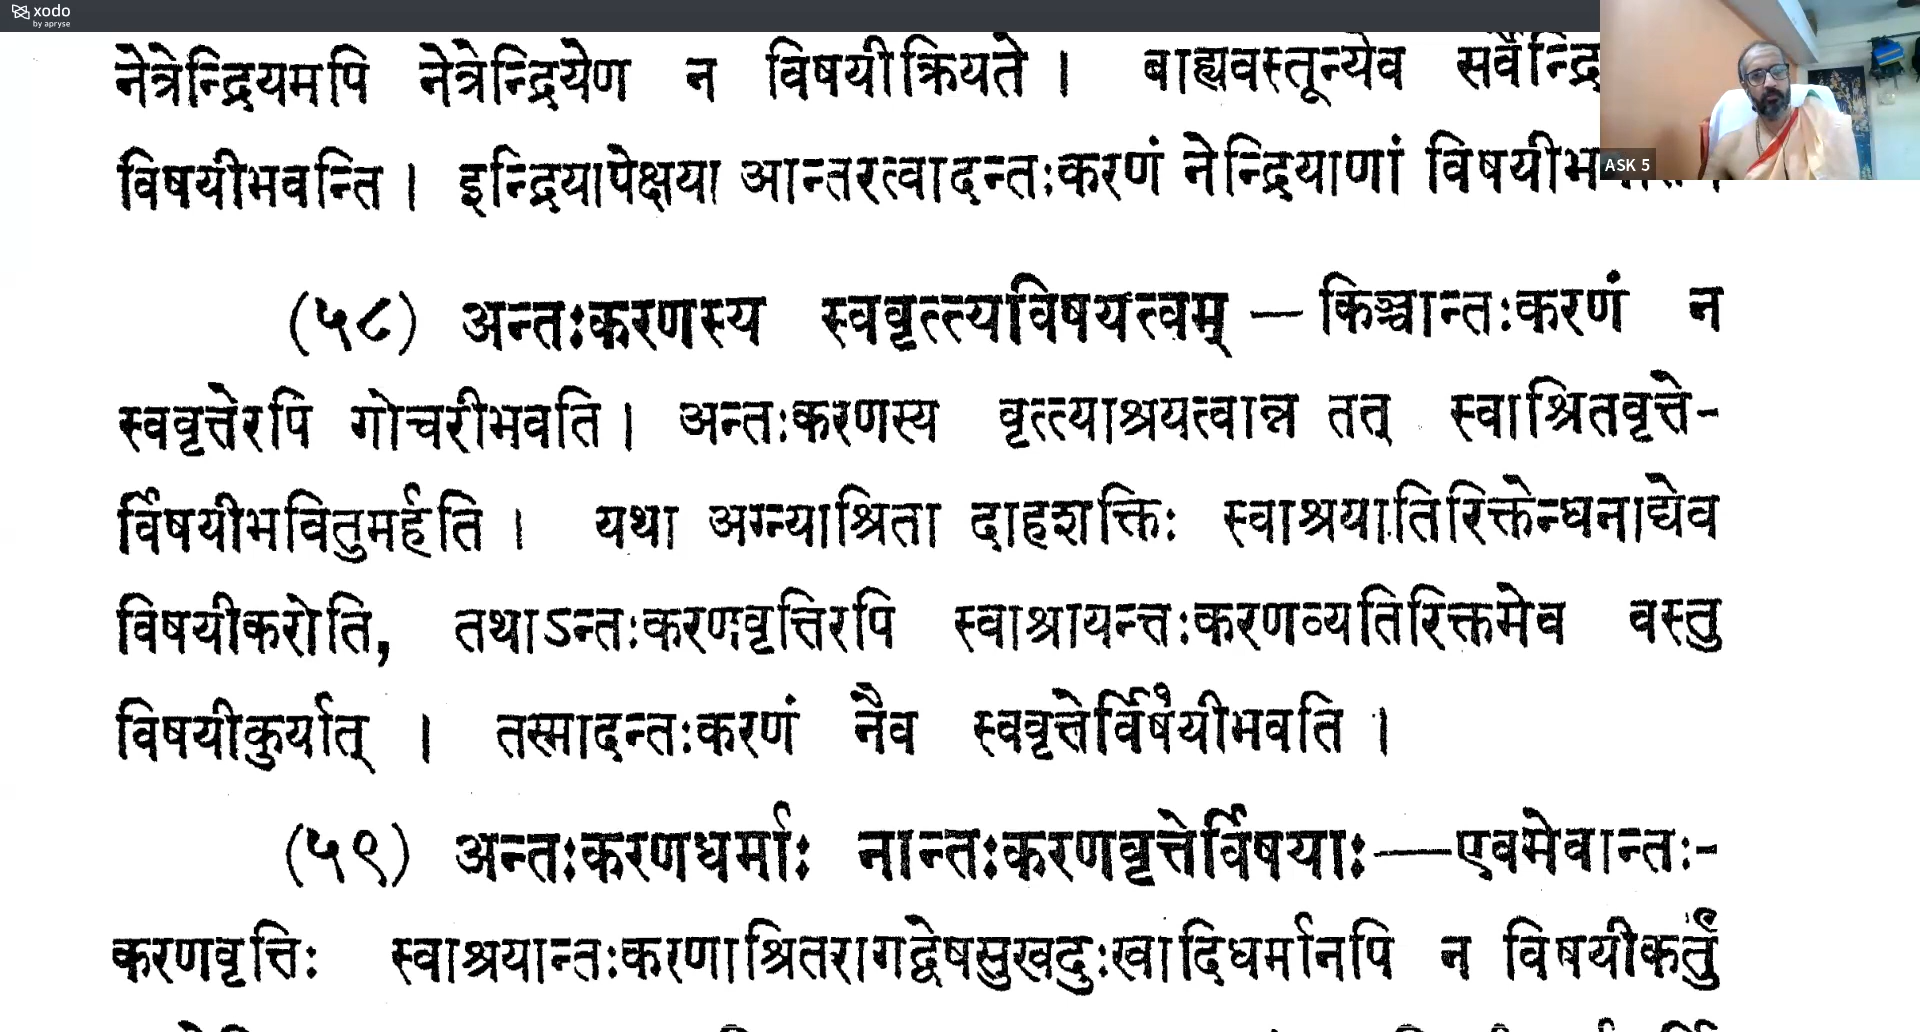 xodo
by apryse
नेत्रेन्द्रियमपि नेत्रेन्द्रियेण न विषयीक्रियते । बाह्यवस्तून्येव
विषयीभवन्ति । इन्द्रियापेक्षया आन्तरत्वादन्तःकरणं नेन्द्रियाणां
ASK 5
(५८) अन्तःकरणस्य स्ववृत्त्यविषयत्वम् — किञ्चान्तःकरणं न
स्ववृत्तेरपि गोचरीभवति । अन्तःकरणस्य वृत्त्याश्रयत्वान्न तत् स्वाश्रितवृत्ते-
र्विषयीभवितुमर्हति । यथा अग्न्याश्रिता दाहशक्तिः स्वाश्रयातिरिक्तेन्धनाद्येव
विषयीकरोति, तथाऽन्तःकरणवृत्तिरपि स्वाश्रायन्तःकरणव्यतिरिक्तमेव वस्तु
विषयीकुर्यात् । तस्मादन्तःकरणं नैव स्ववृत्तेर्विषयीभवति ।
(५९) अन्तःकरणधर्माः नान्तःकरणवृत्तेर्विषयाः——एवमेवान्तः-
करणवृत्तिः स्वाश्रयान्तःकरणाश्रितरागद्वेषसुखदुःखादिधर्मानपि न विषयीकर्तुं